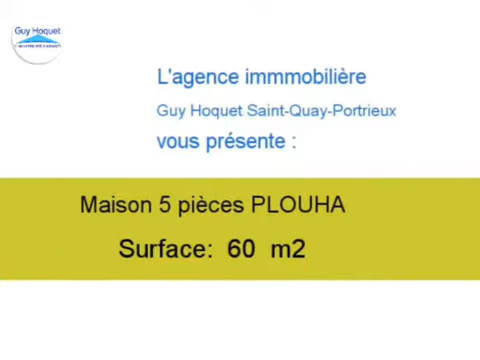 Guy Hoquet
L'agence immmobilière
Guy Hoquet Saint-Quay-Portrieux
vous présente :
Maison 5 pièces PLOUHA
Surface: 60 m2